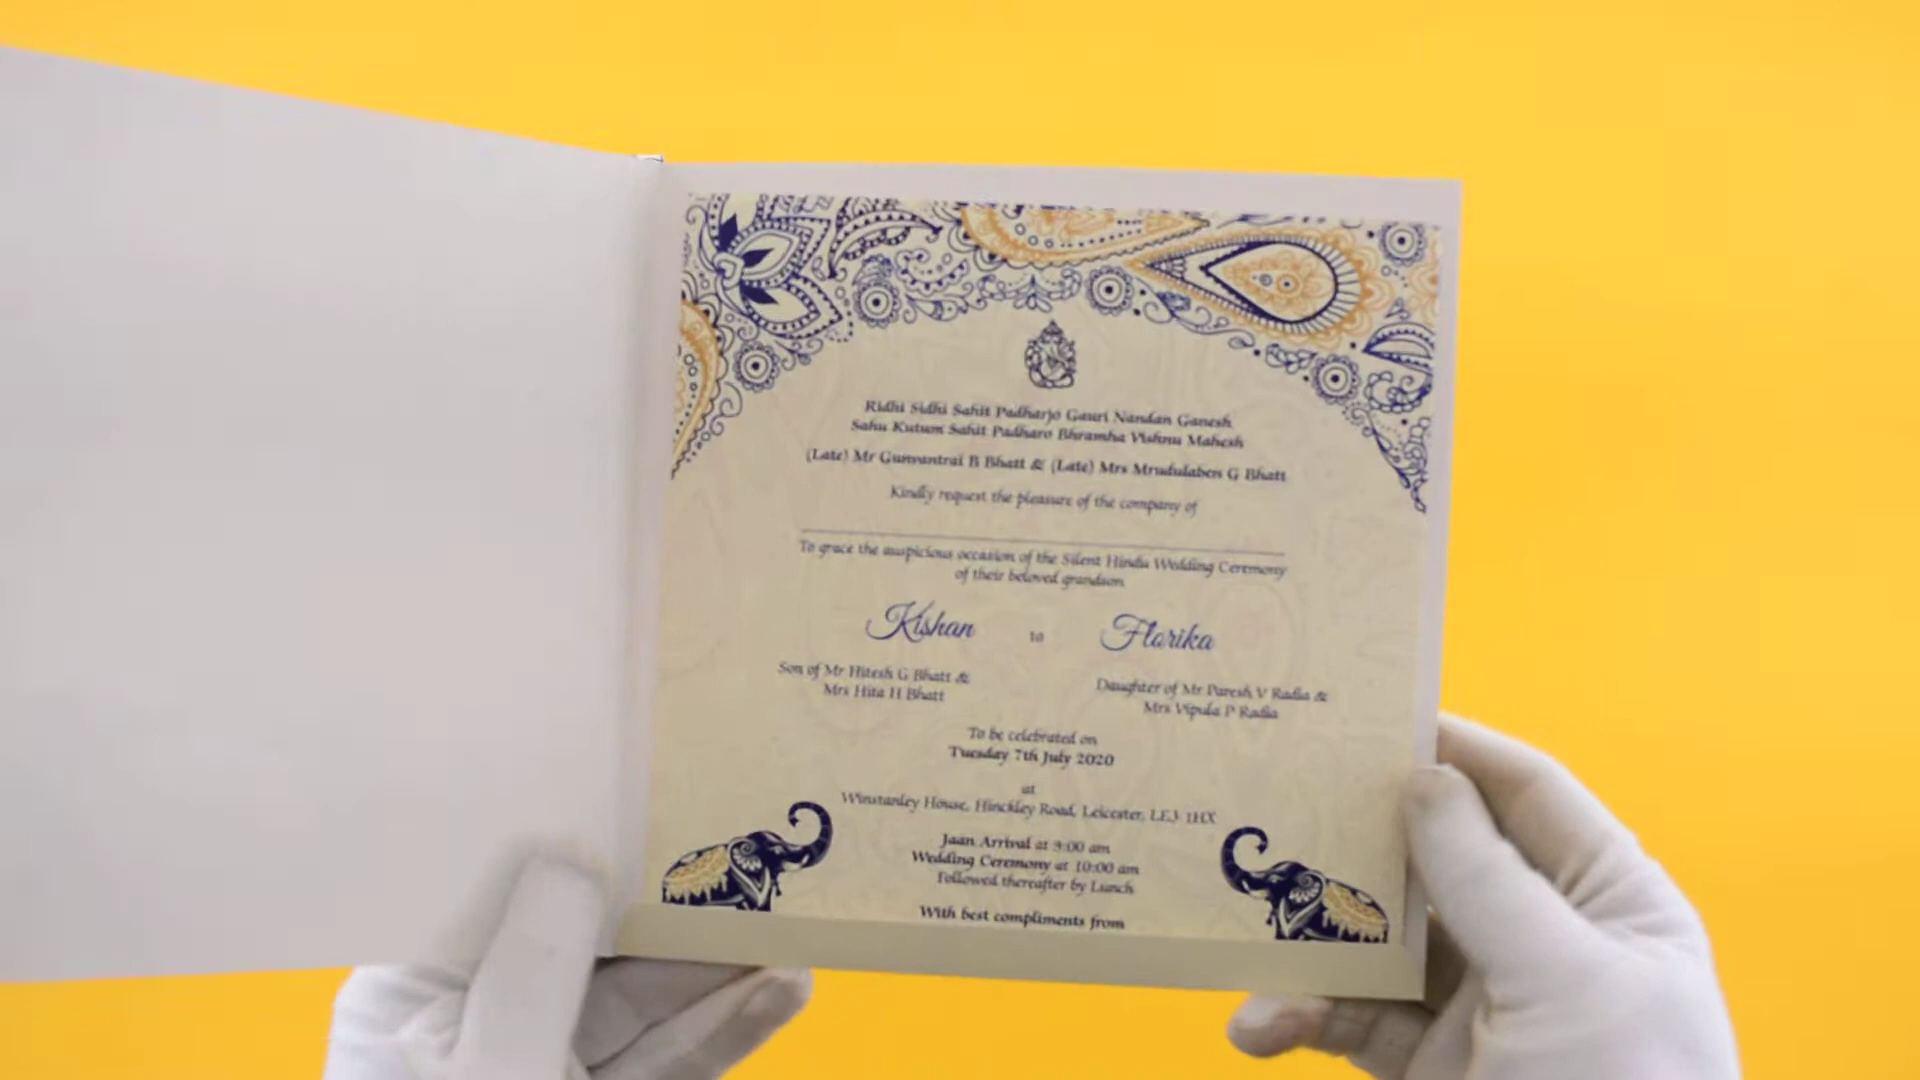 Ridhi Sidhi Sahit Padharjo Gauri Nandan Ganesh
Sahu Kutum Sahit Padharo Bhramha Vishnu Mahesh
(Late) Mr Gunvantrai B Bhatt & (Late) Mrs Mrudulaben G Bhatt
Kindly request the pleasure of the company of
To grace the auspicious occasion of the Silent Hindu Wedding Ceremony
of their beloved grandson
Kishan to Florika
Son of Mr Hitesh G Bhatt &
Mrs Hita H Bhatt
Daughter of Mr Paresh V Radia &
Mrs Vipula P Radia
To be celebrated on
Tuesday 7th July 2020
at
Winstanley House, Hinckley Road, Leicester, LE3 1HX
Jaan Arrival at 9:00 am
Wedding Ceremony at 10:00 am
Followed thereafter by Lunch
With best compliments from